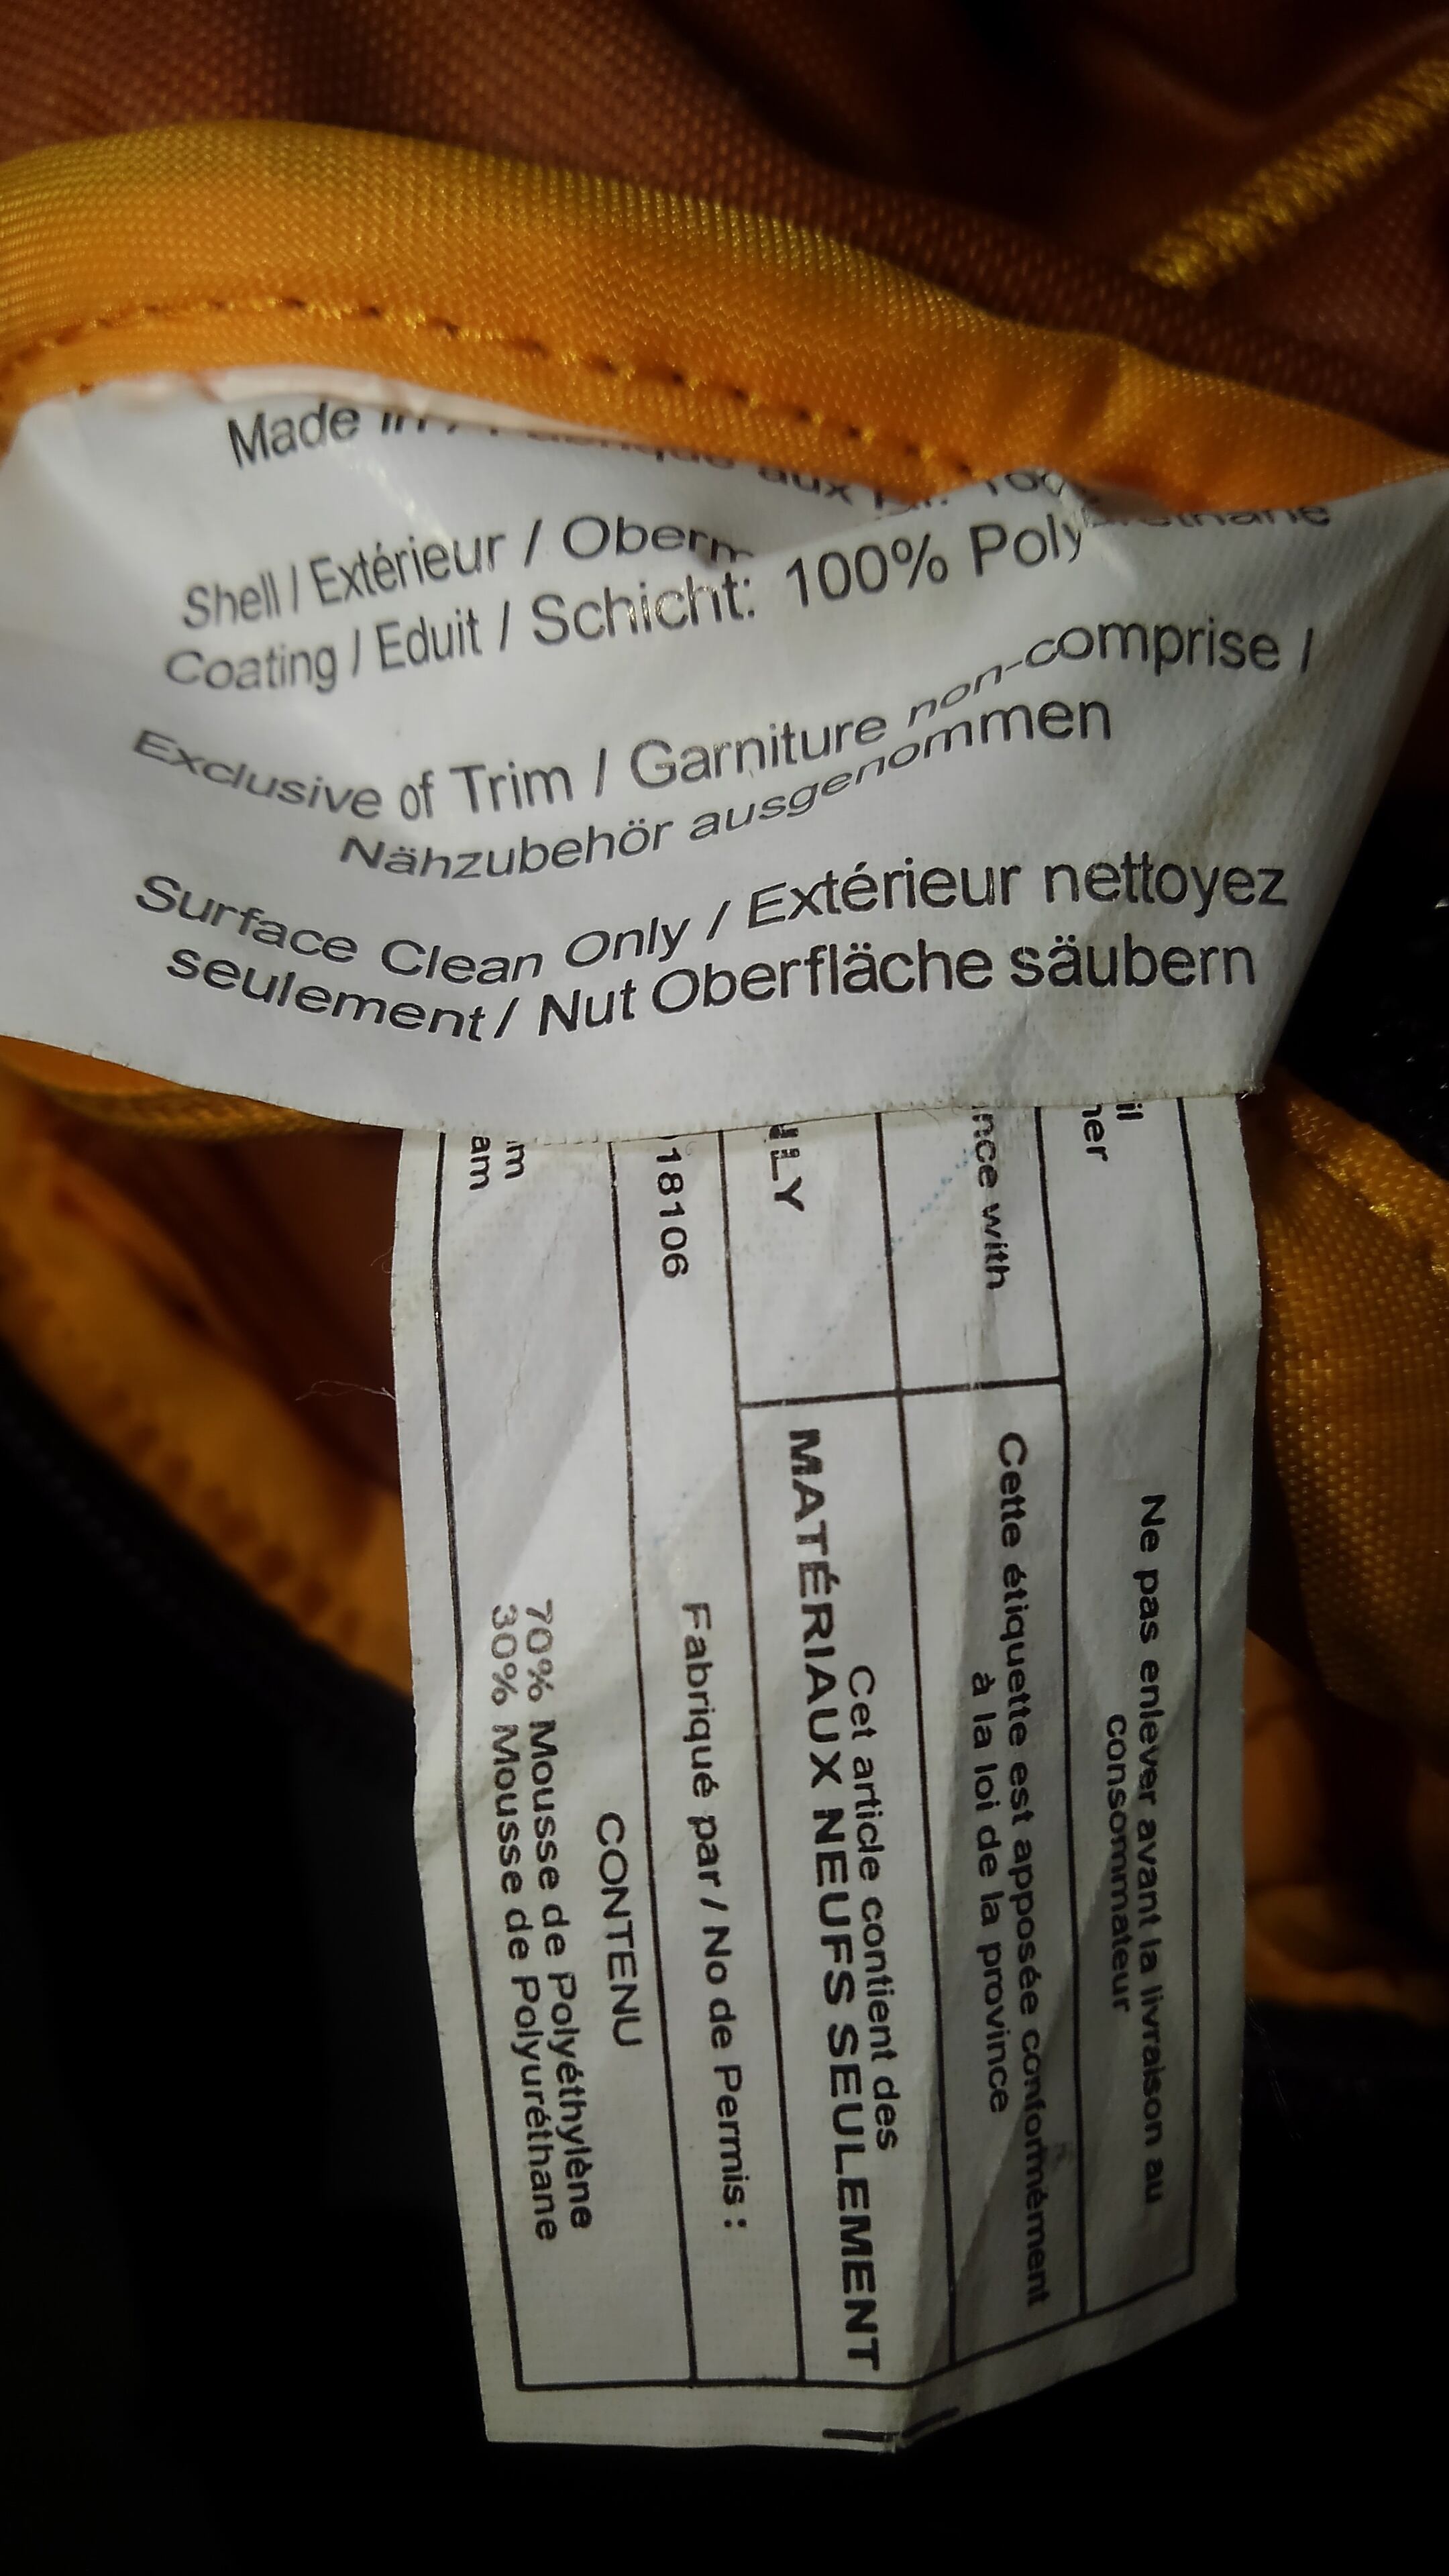 Made in /
Shell / Extérieur /
Coating / Eduit / Schicht: 100%
Exclusive of Trim / Garniture non-comprise /
Nähzubehör ausgenommen
Surface Clean Only / Extérieur nettoyez
seulement / Nut Oberfläche säubern
Ne pas enlever avant la livraison au
consommateur
nce with
Cette étiquette est apposée conformément
à la loi de la province
Cet article contient des
MATÉRIAUX NEUFS SEULEMENT
18106
Fabriqué par / No de Permis :
CONTENU
70% Mousse de Polyéthylène
30% Mousse de Polyuréthane